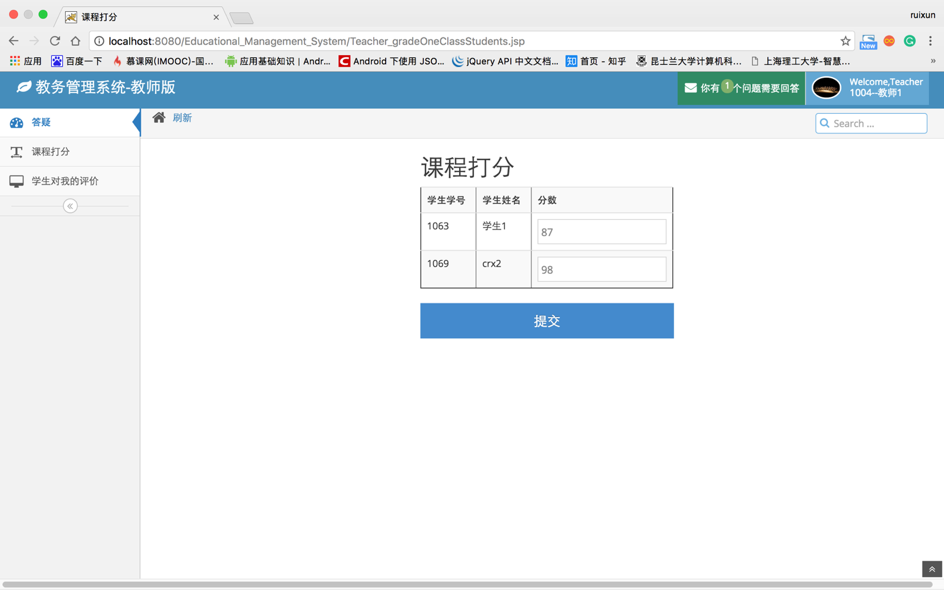 课程打分
ruixun
localhost:8080/Educational_Management_System/Teacher_gradeOneClassStudents.jsp
New
应用 百度一下 慕课网(IMOOC)-国... 应用基础知识 | Andr... Android 下使用 JSO... jQuery API 中文文档... 首页 - 知乎 昆士兰大学计算机科... 上海理工大学-智慧... »
教务管理系统-教师版
你有 1 个问题需要回答
Welcome,Teacher
1004--教师1
答疑
刷新
Search ...
课程打分
学生对我的评价
课程打分
学生学号 学生姓名 分数
1063 学生1 87
1069 crx2 98
提交